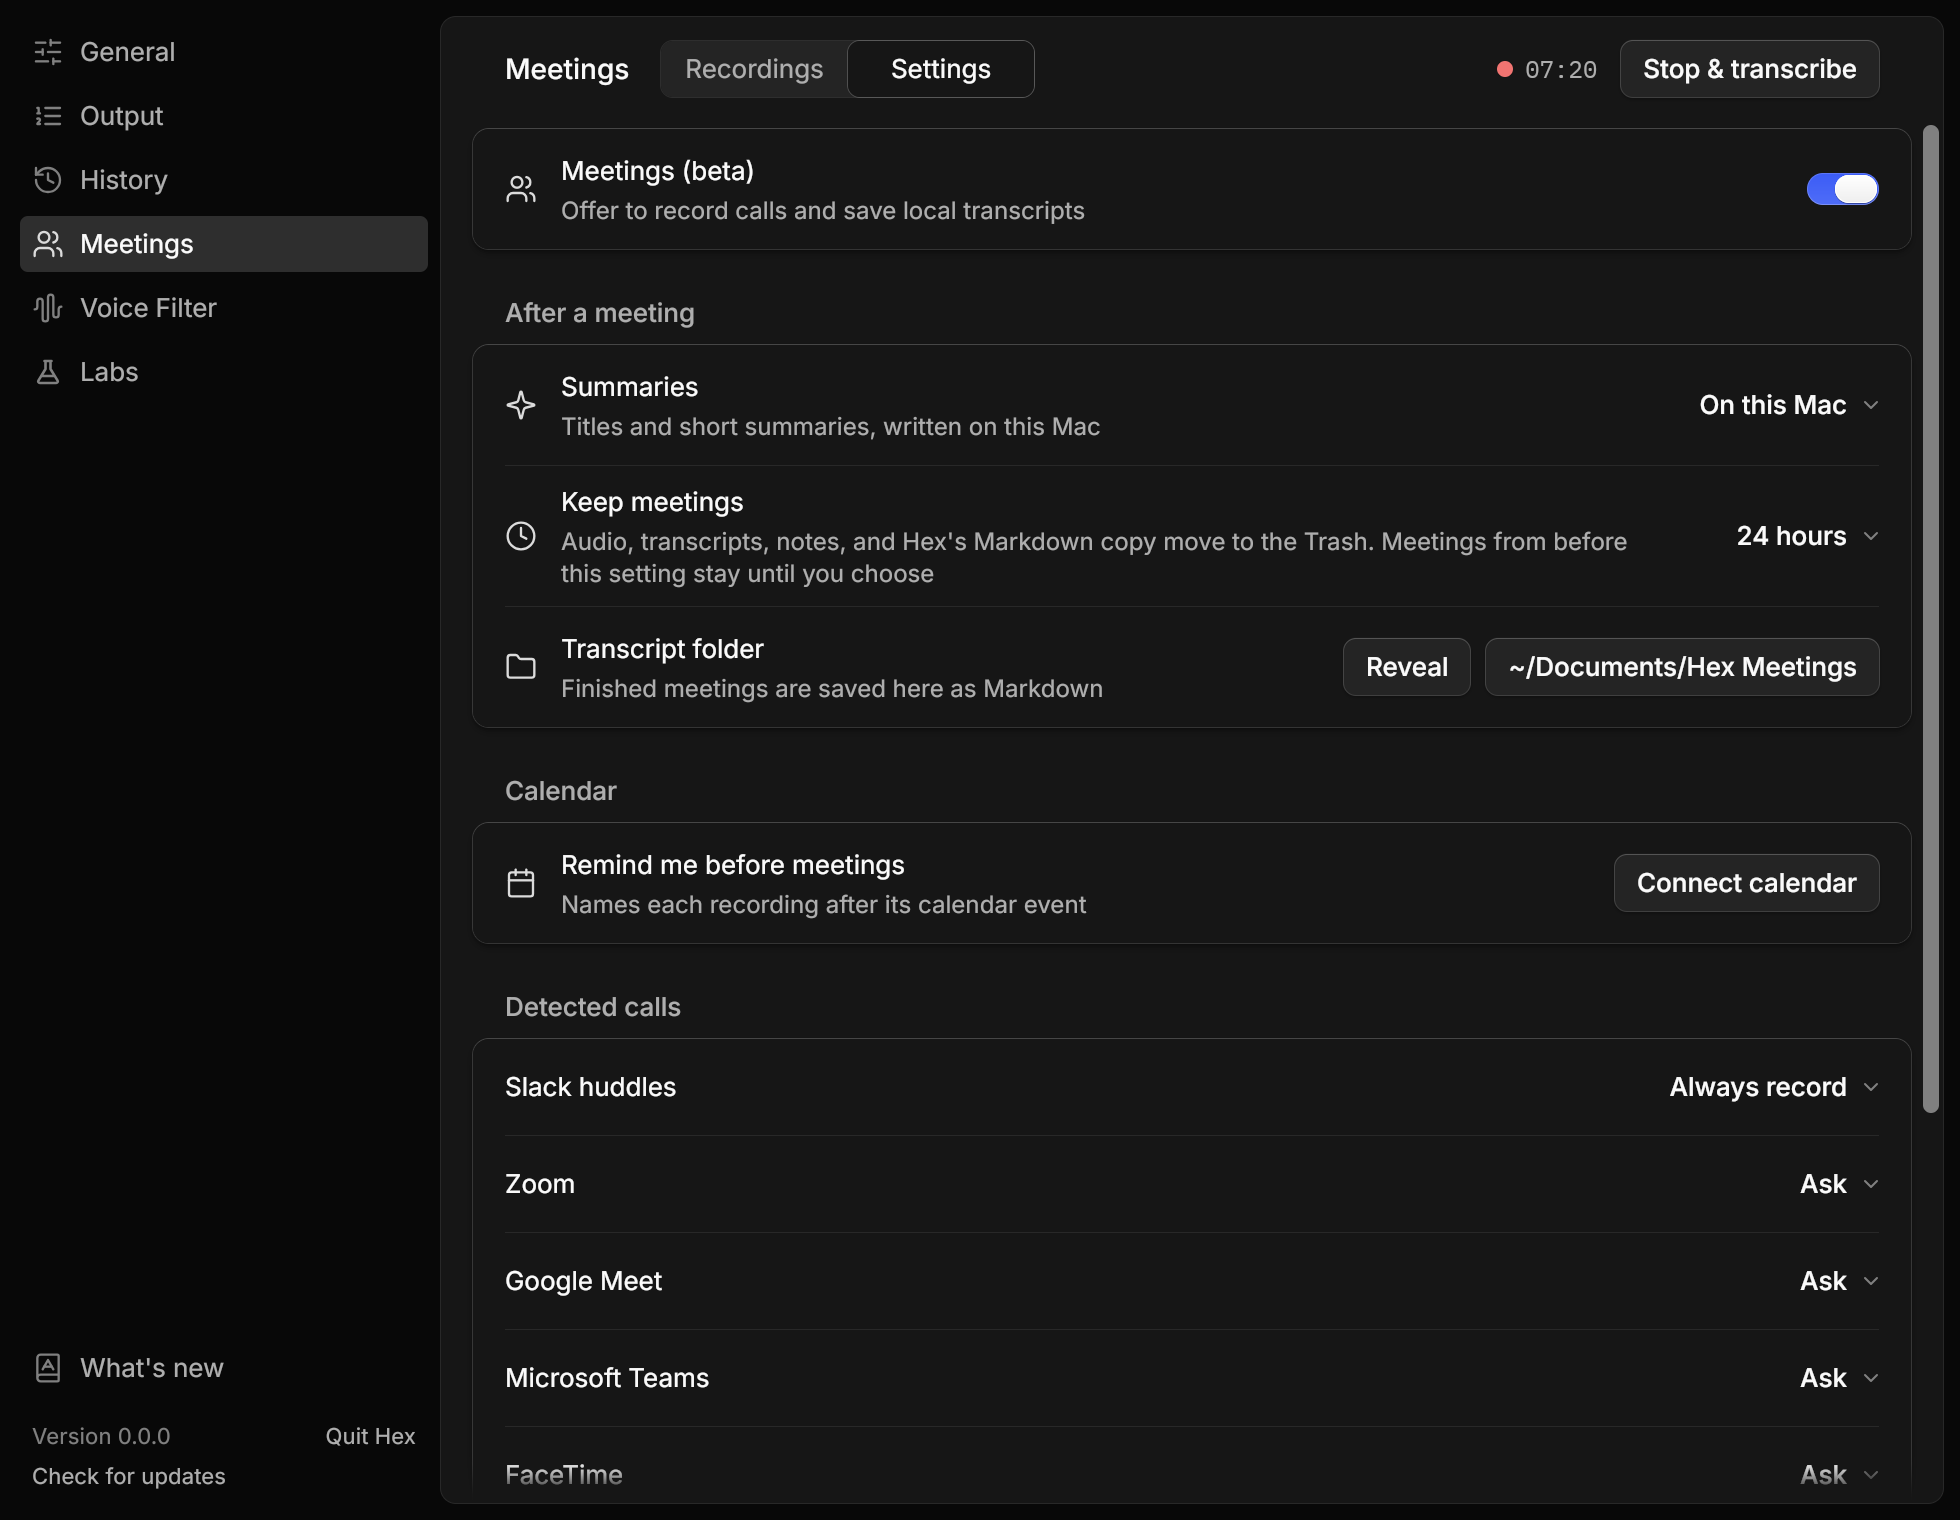 General
Output
History
Meetings
Voice Filter
Labs
What's new
Version 0.0.0
Quit Hex
Check for updates
Meetings
Recordings
Settings
07:20
Stop & transcribe
Meetings (beta)
Offer to record calls and save local transcripts
After a meeting
Summaries
Titles and short summaries, written on this Mac
On this Mac
Keep meetings
Audio, transcripts, notes, and Hex's Markdown copy move to the Trash. Meetings from before
this setting stay until you choose
24 hours
Transcript folder
Finished meetings are saved here as Markdown
Reveal
~/Documents/Hex Meetings
Calendar
Remind me before meetings
Names each recording after its calendar event
Connect calendar
Detected calls
Slack huddles
Always record
Zoom
Ask
Google Meet
Ask
Microsoft Teams
Ask
FaceTime
Ask